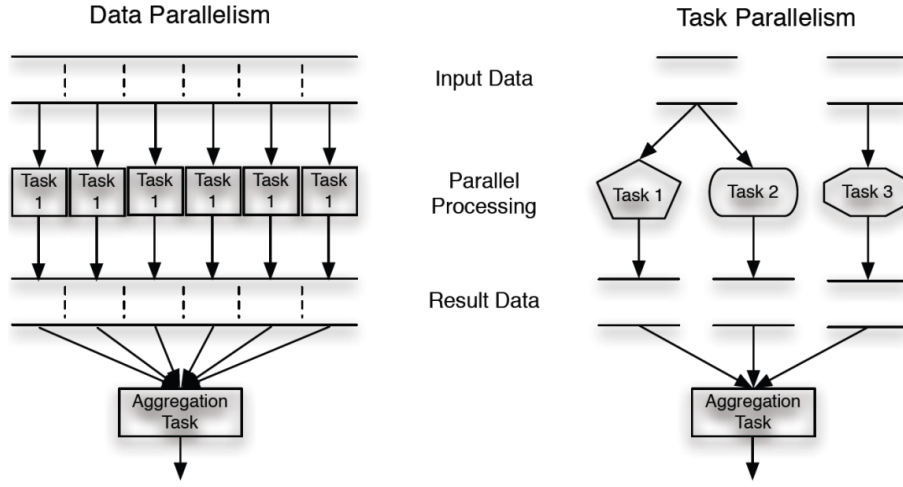 Data Parallelism
Task Parallelism
Input Data
Task
1
Task
1
Task
1
Task
1
Task
1
Task
1
Parallel
Processing
Task 1
Task 2
Task 3
Result Data
Aggregation
Task
Aggregation
Task